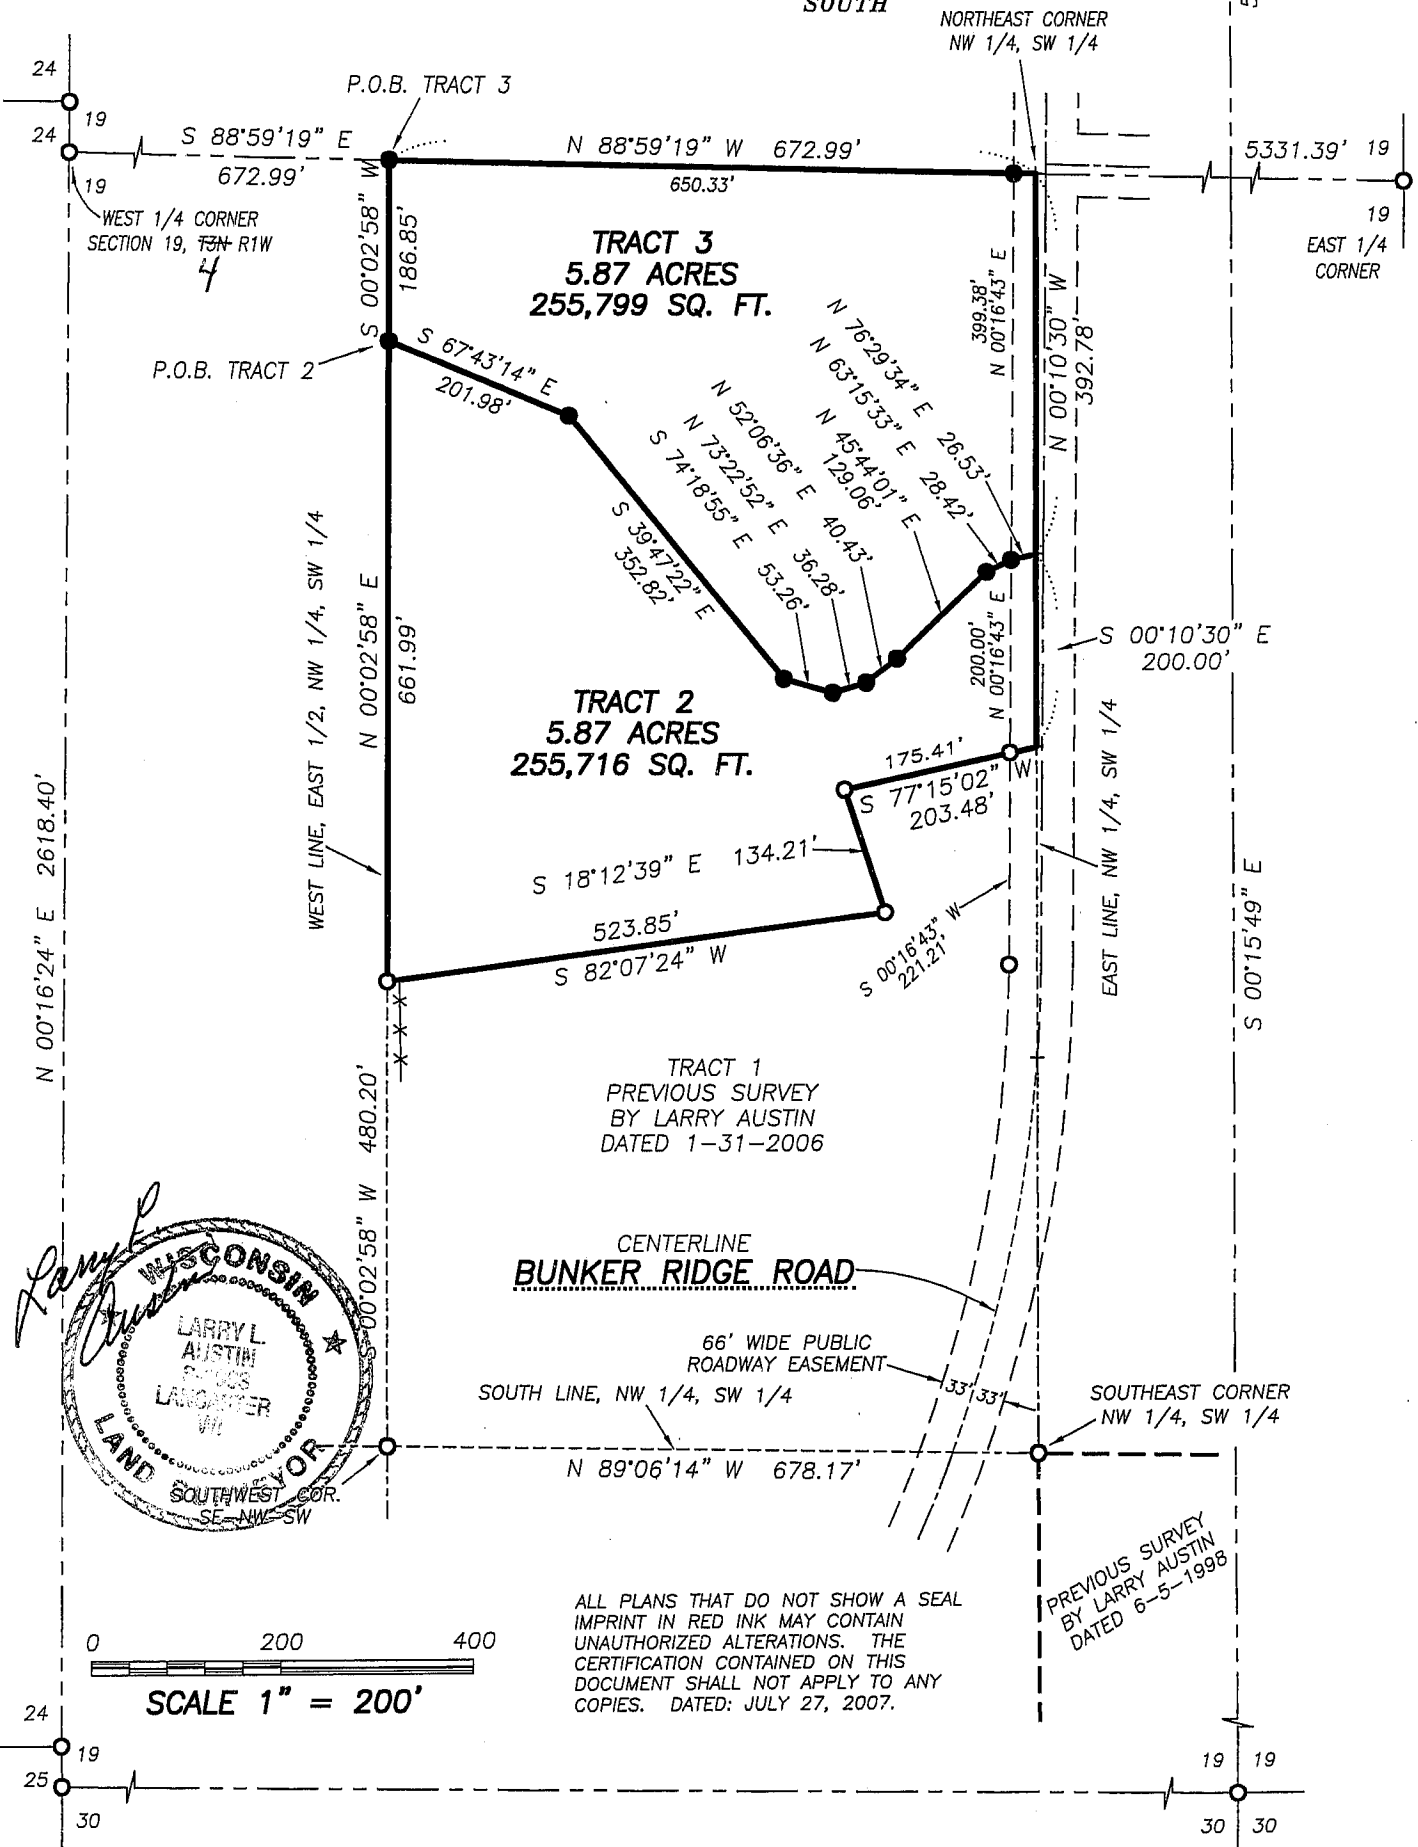 SOUTH
NORTHEAST CORNER
NW 1/4, SW 1/4
24
19
24
19
P.O.B. TRACT 3
S 88°59'19" E
672.99'
N 88°59'19" W 672.99'
650.33'
5331.39'
19
19
EAST 1/4
CORNER
WEST 1/4 CORNER
SECTION 19, T3N R1W
4
S 00°02'58" W
186.85'
TRACT 3
5.87 ACRES
255,799 SQ. FT.
399.38'
N 00°16'43" E
N 00°10'30" W
392.78'
P.O.B. TRACT 2
S 67°43'14" E
201.98'
N 76°29'34" E 26.53'
N 63°15'33" E 28.42'
N 45°44'01" E
129.06'
N 52°06'36" E 40.43'
N 73°22'52" E 36.28'
S 74°18'55" E 53.26'
S 39°47'22" E
352.82'
WEST LINE, EAST 1/2, NW 1/4, SW 1/4
N 00°02'58" E
661.99'
200.00'
N 00°16'43" E
S 00°10'30" E
200.00'
TRACT 2
5.87 ACRES
255,716 SQ. FT.
175.41'
S 77°15'02" W
203.48'
S 18°12'39" E 134.21'
523.85'
S 82°07'24" W
S 00°16'43" W
221.21'
EAST LINE, NW 1/4, SW 1/4
N 00°16'24" E 2618.40'
S 00°15'49" E
TRACT 1
PREVIOUS SURVEY
BY LARRY AUSTIN
DATED 1-31-2006
S 00°02'58" W 480.20'
CENTERLINE
BUNKER RIDGE ROAD
66' WIDE PUBLIC
ROADWAY EASEMENT
33' 33'
Larry L
Austin
WISCONSIN
LARRY L.
AUSTIN
LANCASTER
WI
LAND SURVEYOR
SOUTH LINE, NW 1/4, SW 1/4
SOUTHEAST CORNER
NW 1/4, SW 1/4
N 89°06'14" W 678.17'
SOUTHWEST COR.
SE-NW-SW
PREVIOUS SURVEY
BY LARRY AUSTIN
DATED 6-5-1998
ALL PLANS THAT DO NOT SHOW A SEAL
IMPRINT IN RED INK MAY CONTAIN
UNAUTHORIZED ALTERATIONS. THE
CERTIFICATION CONTAINED ON THIS
DOCUMENT SHALL NOT APPLY TO ANY
COPIES. DATED: JULY 27, 2007.
0 200 400
SCALE 1" = 200'
24
19
25
30
19 19
30 30